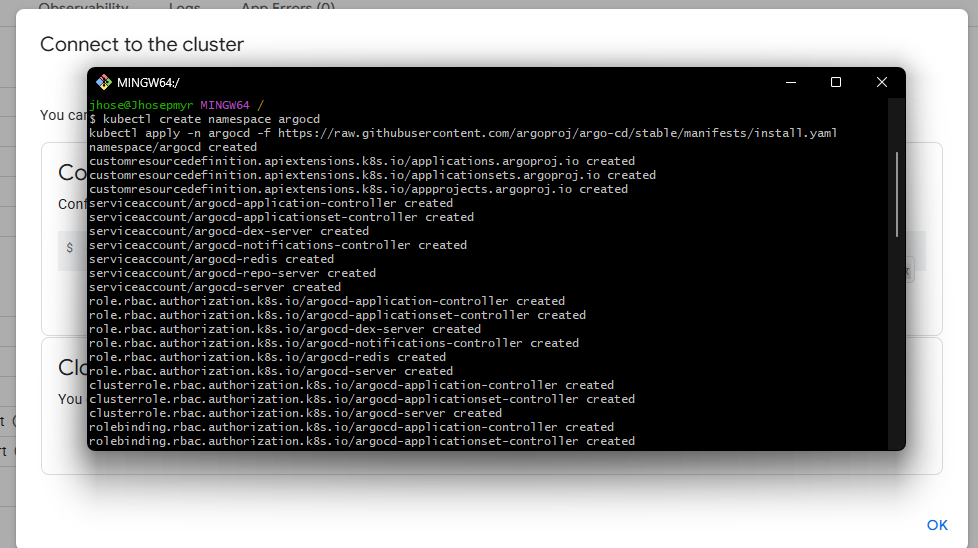 Observability Logs App Errors (0)
Connect to the cluster
MINGW64:/
You
jhose@Jhosepmyr MINGW64 /
$ kubectl create namespace argocd
kubectl apply -n argocd -f https://raw.githubusercontent.com/argoproj/argo-cd/stable/manifests/install.yaml
namespace/argocd created
customresourcedefinition.apiextensions.k8s.io/applications.argoproj.io created
customresourcedefinition.apiextensions.k8s.io/applicationsets.argoproj.io created
customresourcedefinition.apiextensions.k8s.io/appprojects.argoproj.io created
serviceaccount/argocd-application-controller created
serviceaccount/argocd-applicationset-controller created
serviceaccount/argocd-dex-server created
serviceaccount/argocd-notifications-controller created
serviceaccount/argocd-redis created
serviceaccount/argocd-repo-server created
serviceaccount/argocd-server created
role.rbac.authorization.k8s.io/argocd-application-controller created
role.rbac.authorization.k8s.io/argocd-applicationset-controller created
role.rbac.authorization.k8s.io/argocd-dex-server created
role.rbac.authorization.k8s.io/argocd-notifications-controller created
role.rbac.authorization.k8s.io/argocd-redis created
role.rbac.authorization.k8s.io/argocd-server created
clusterrole.rbac.authorization.k8s.io/argocd-application-controller created
clusterrole.rbac.authorization.k8s.io/argocd-applicationset-controller created
clusterrole.rbac.authorization.k8s.io/argocd-server created
rolebinding.rbac.authorization.k8s.io/argocd-application-controller created
rolebinding.rbac.authorization.k8s.io/argocd-applicationset-controller created
$
You
OK